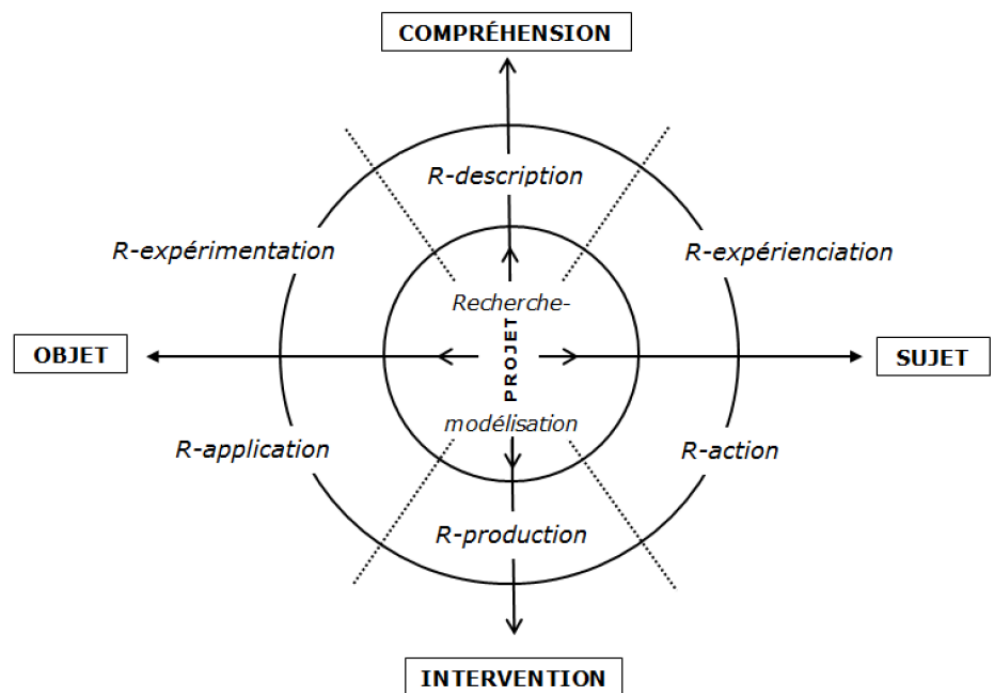 COMPRÉHENSION
R-description
R-expérimentation
R-expérienciation
Recherche-
OBJET
PROJET
SUJET
modélisation
R-application
R-action
R-production
INTERVENTION